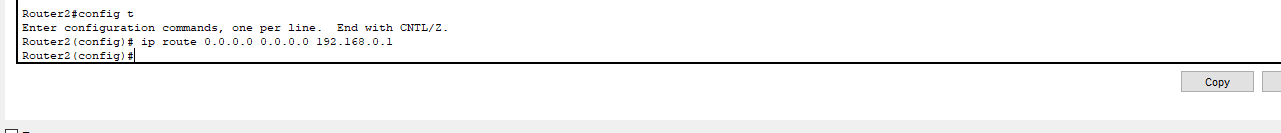 Router2#config t
Enter configuration commands, one per line.  End with CNTL/Z.
Router2(config)# ip route 0.0.0.0 0.0.0.0 192.168.0.1
Router2(config)#
Copy